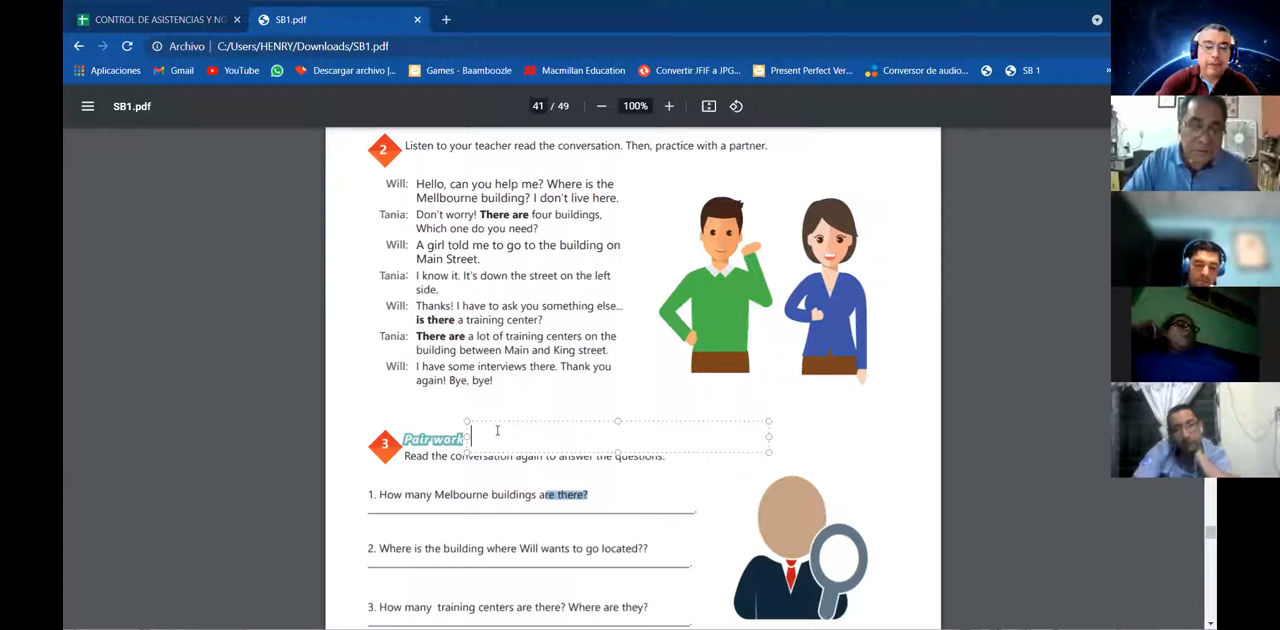 CONTROL DE ASISTENCIAS Y NO
SB1.pdf
Archivo
C:/Users/HENRY/Downloads/SB1.pdf
Aplicaciones
Gmail
YouTube
Descargar archivo |...
Games - Baamboozle
Macmillan Education
Convertir JFIF a JPG...
Present Perfect Ver...
Conversor de audio...
SB 1
»
SB1.pdf
41 / 49
100%
2
Listen to your teacher read the conversation. Then, practice with a partner.
Will: Hello, can you help me? Where is the
Mellbourne building? I don't live here.
Tania: Don't worry! There are four buildings,
Which one do you need?
Will: A girl told me to go to the building on
Main Street.
Tania: I know it. It's down the street on the left
side.
Will: Thanks! I have to ask you something else...
is there a training center?
Tania: There are a lot of training centers on the
building between Main and King street.
Will: I have some interviews there. Thank you
again! Bye, bye!
3
Pair work
Read the conversation again to answer the questions.
1. How many Melbourne buildings are there?
2. Where is the building where Will wants to go located??
3. How many training centers are there? Where are they?